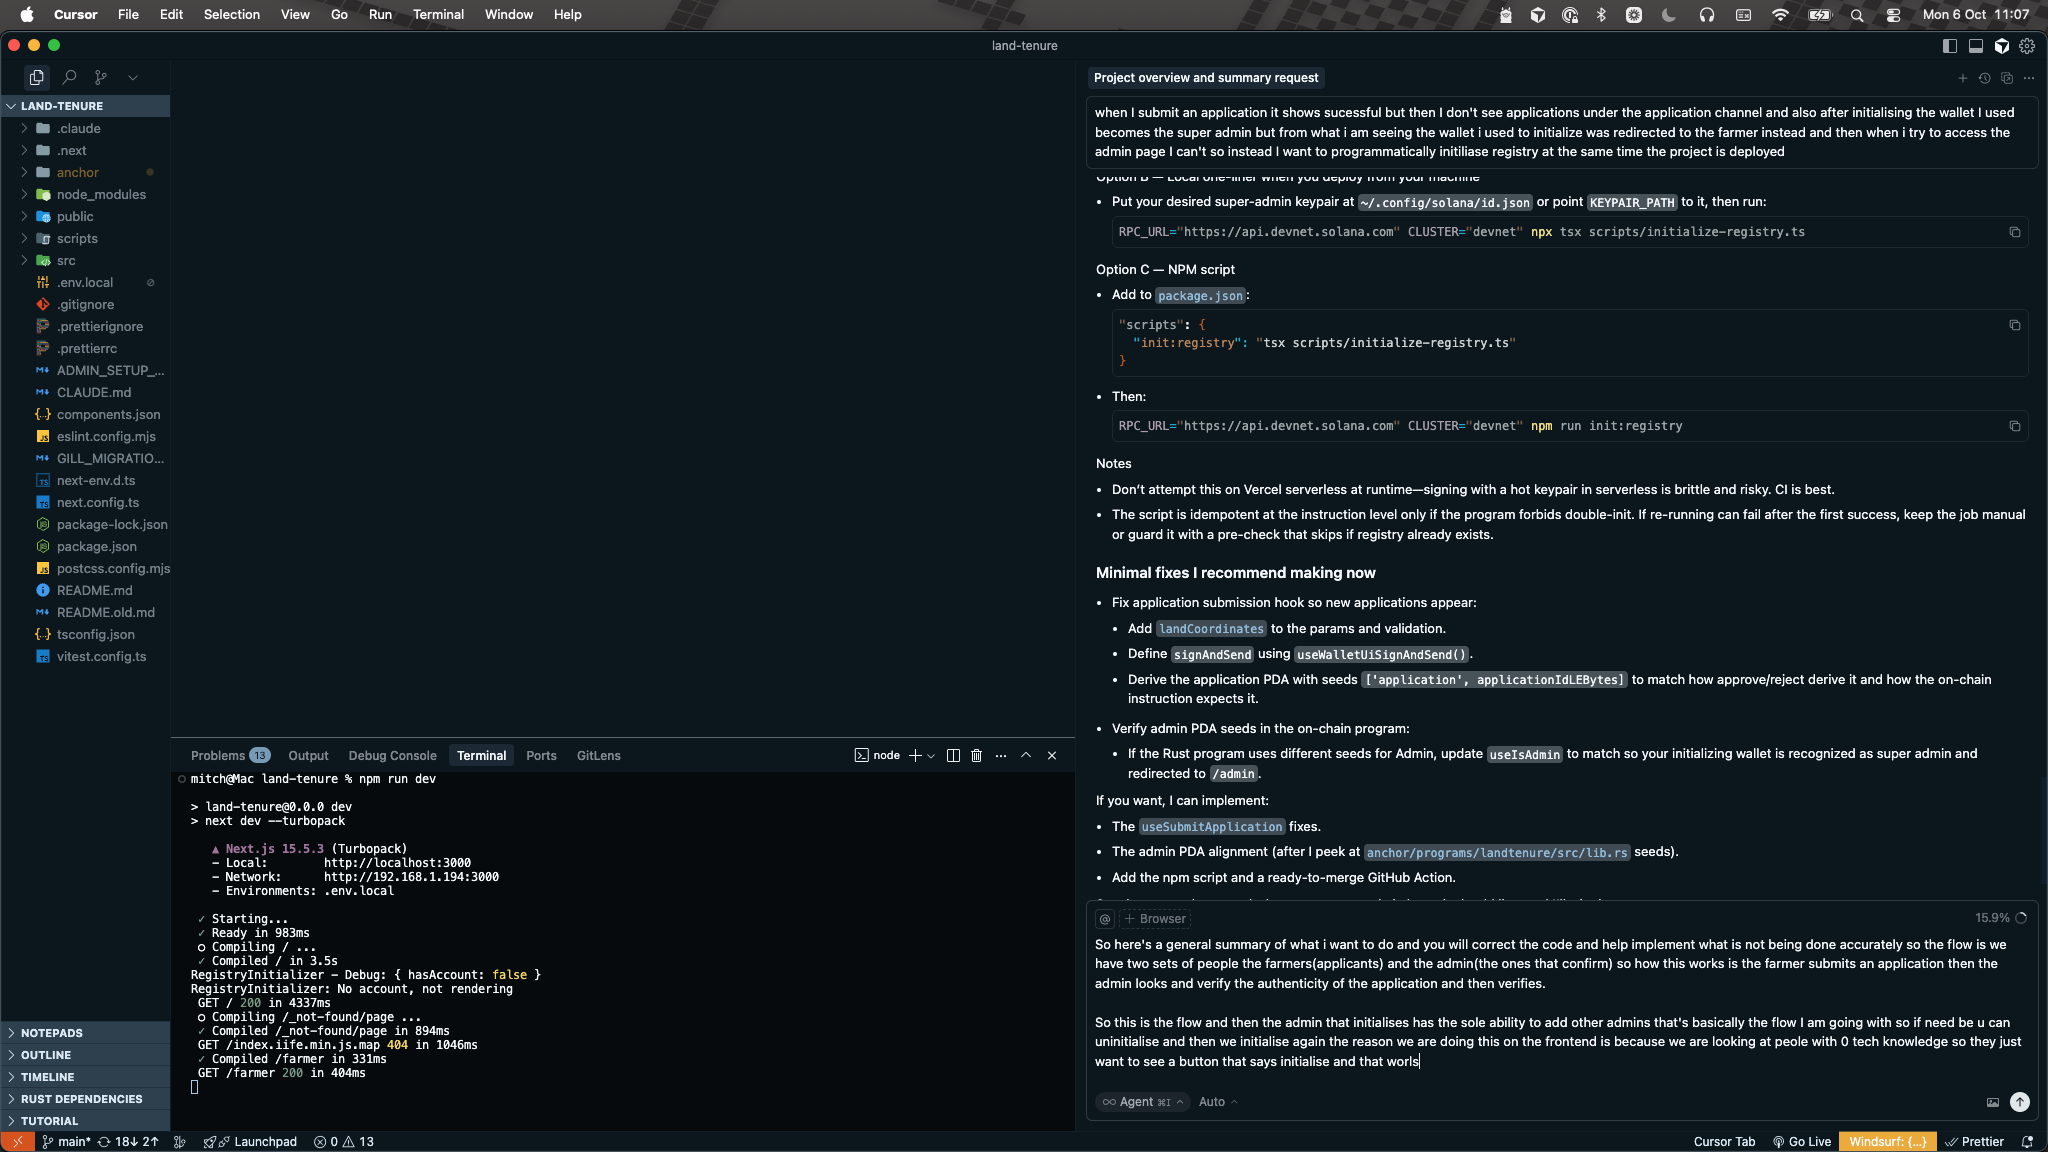 Cursor File Edit Selection View Go Run Terminal Window Help
Mon 6 Oct 11:07
land-tenure
LAND-TENURE
.claude
.next
anchor
node_modules
public
scripts
src
.env.local
.gitignore
.prettierignore
.prettierrc
ADMIN_SETUP_...
CLAUDE.md
components.json
eslint.config.mjs
GILL_MIGRATIO...
next-env.d.ts
next.config.ts
package-lock.json
package.json
postcss.config.mjs
README.md
README.old.md
tsconfig.json
vitest.config.ts
NOTEPADS
OUTLINE
TIMELINE
RUST DEPENDENCIES
TUTORIAL
Problems 13 Output Debug Console Terminal Ports GitLens
node
mitch@Mac land-tenure % npm run dev
> land-tenure@0.0.0 dev
> next dev --turbopack
▲ Next.js 15.5.3 (Turbopack)
- Local: http://localhost:3000
- Network: http://192.168.1.194:3000
- Environments: .env.local
✓ Starting...
✓ Ready in 983ms
○ Compiling / ...
✓ Compiled / in 3.5s
RegistryInitializer - Debug: { hasAccount: false }
RegistryInitializer: No account, not rendering
GET / 200 in 4337ms
○ Compiling /_not-found/page ...
✓ Compiled /_not-found/page in 894ms
GET /index.iife.min.js.map 404 in 1046ms
✓ Compiled /farmer in 331ms
GET /farmer 200 in 404ms
Project overview and summary request
when I submit an application it shows sucessful but then I don't see applications under the application channel and also after initialising the wallet I used
becomes the super admin but from what i am seeing the wallet i used to initialize was redirected to the farmer instead and then when i try to access the
admin page I can't so instead I want to programmatically initiliase registry at the same time the project is deployed
Option B — Local one-liner when you deploy from your machine
• Put your desired super-admin keypair at ~/.config/solana/id.json or point KEYPAIR_PATH to it, then run:
RPC_URL="https://api.devnet.solana.com" CLUSTER="devnet" npx tsx scripts/initialize-registry.ts
Option C — NPM script
• Add to package.json:
"scripts": {
"init:registry": "tsx scripts/initialize-registry.ts"
}
• Then:
RPC_URL="https://api.devnet.solana.com" CLUSTER="devnet" npm run init:registry
Notes
• Don't attempt this on Vercel serverless at runtime—signing with a hot keypair in serverless is brittle and risky. CI is best.
• The script is idempotent at the instruction level only if the program forbids double-init. If re-running can fail after the first success, keep the job manual
or guard it with a pre-check that skips if registry already exists.
Minimal fixes I recommend making now
• Fix application submission hook so new applications appear:
• Add landCoordinates to the params and validation.
• Define signAndSend using useWalletUiSignAndSend().
• Derive the application PDA with seeds ['application', applicationIdLEBytes] to match how approve/reject derive it and how the on-chain
instruction expects it.
• Verify admin PDA seeds in the on-chain program:
• If the Rust program uses different seeds for Admin, update useIsAdmin to match so your initializing wallet is recognized as super admin and
redirected to /admin.
If you want, I can implement:
• The useSubmitApplication fixes.
• The admin PDA alignment (after I peek at anchor/programs/landtenure/src/lib.rs seeds).
• Add the npm script and a ready-to-merge GitHub Action.
@ + Browser
15.9%
So here's a general summary of what i want to do and you will correct the code and help implement what is not being done accurately so the flow is we
have two sets of people the farmers(applicants) and the admin(the ones that confirm) so how this works is the farmer submits an application then the
admin looks and verify the authenticity of the application and then verifies.
So this is the flow and then the admin that initialises has the sole ability to add other admins that's basically the flow I am going with so if need be u can
uninitialise and then we initialise again the reason we are doing this on the frontend is because we are looking at peole with 0 tech knowledge so they just
want to see a button that says initialise and that worls
∞ Agent ⌘I Auto
main* 18↓ 2↑ Launchpad 0 13
Cursor Tab Go Live Windsurf: {...} Prettier